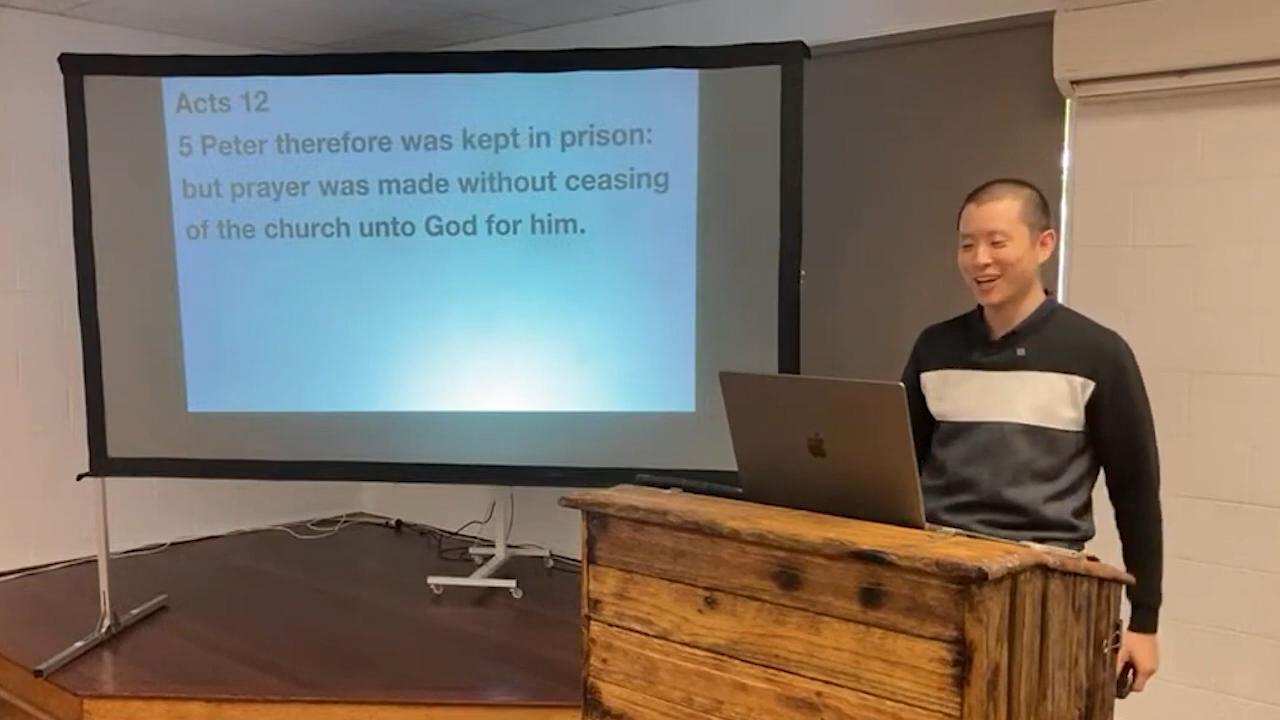 Acts 12
5 Peter therefore was kept in prison:
but prayer was made without ceasing
of the church unto God for him.